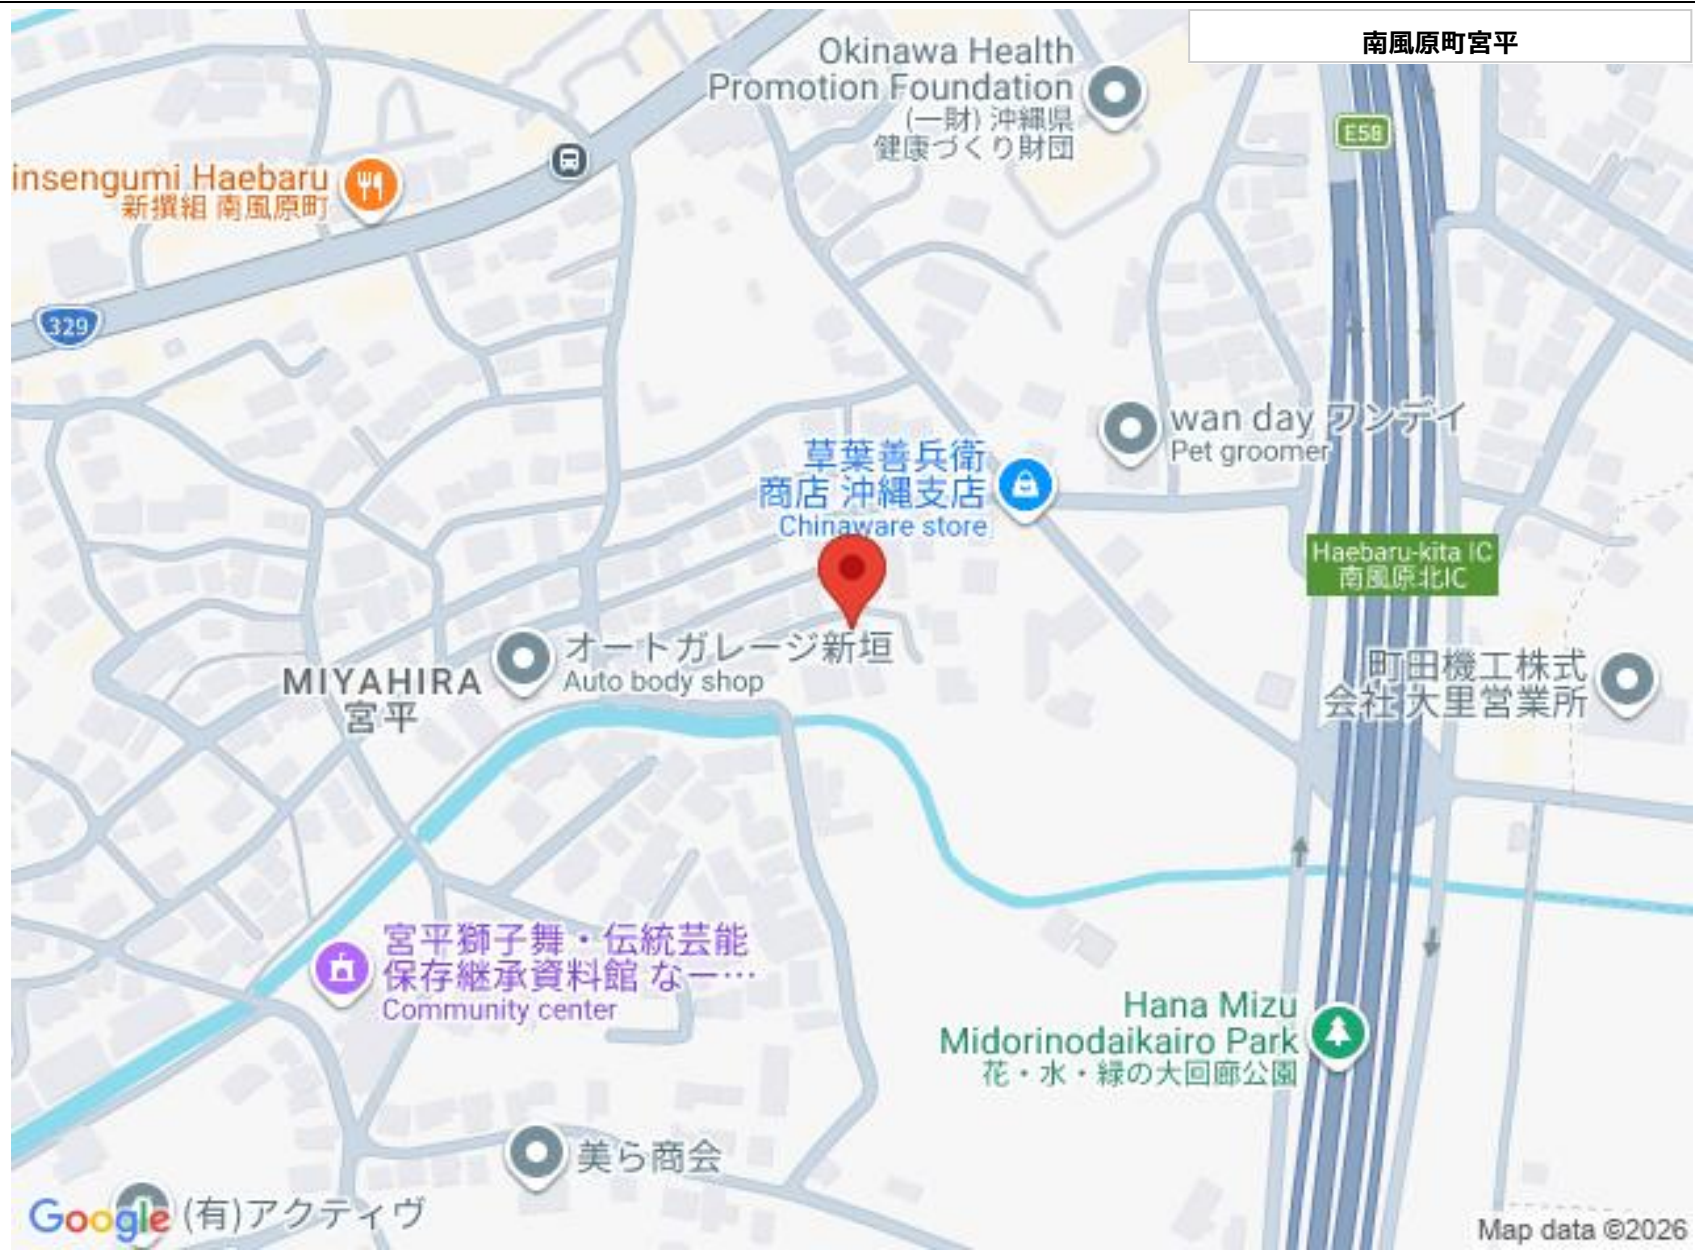 南風原町宮平
Okinawa Health
Promotion Foundation
(一財) 沖縄県
健康づくり財団
E58
insengumi Haebaru
新撰組 南風原町
329
wan day ワンデイ
Pet groomer
草葉善兵衛
商店 沖縄支店
Chinaware store
Haebaru-kita IC
南風原北IC
オートガレージ新垣
Auto body shop
MIYAHIRA
宮平
町田機工株式
会社 大里営業所
宮平獅子舞・伝統芸能
保存継承資料館 なー…
Community center
Hana Mizu
Midorinodaikairo Park
花・水・緑の大回廊公園
美ら商会
(有)アクティヴ
Google
Map data ©2026